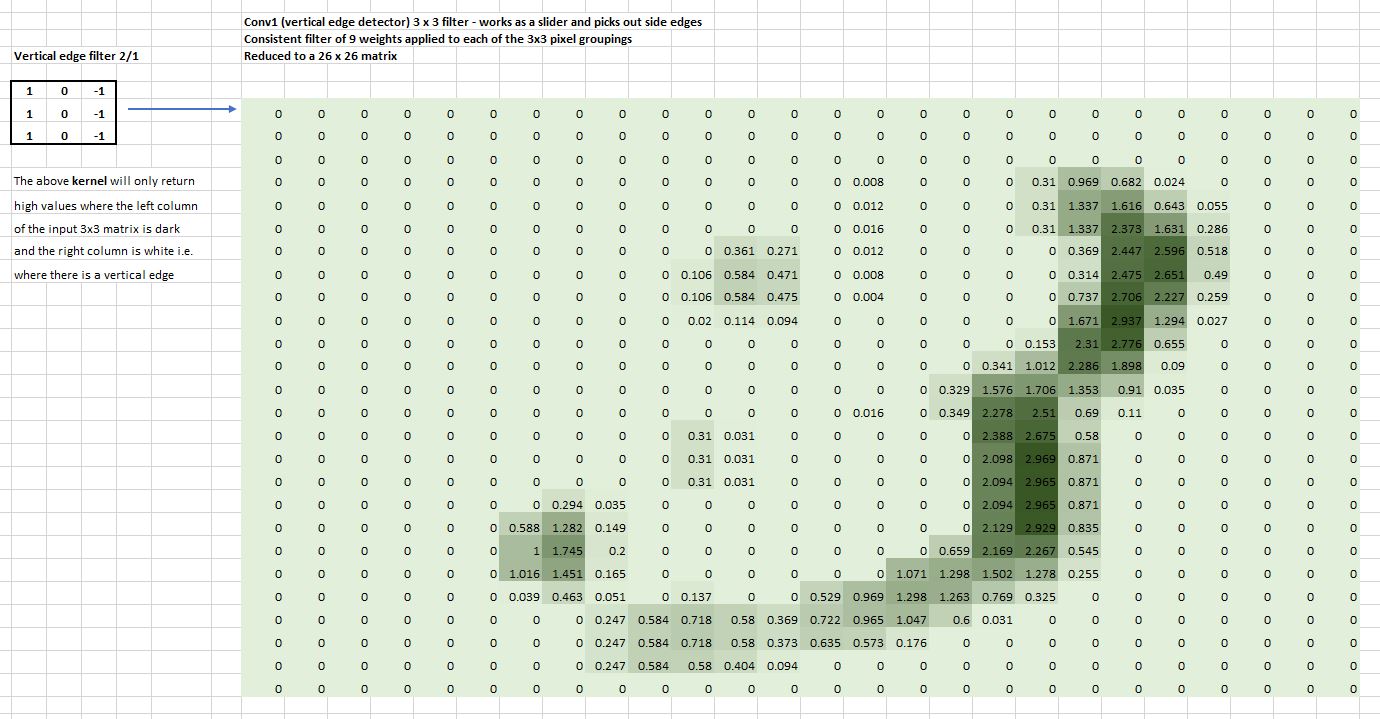 Conv1 (vertical edge detector) 3 x 3 filter - works as a slider and picks out side edges
Consistent filter of 9 weights applied to each of the 3x3 pixel groupings
Vertical edge filter 2/1
Reduced to a 26 x 26 matrix
1 0 -1
1 0 -1
1 0 -1
The above kernel will only return
high values where the left column
of the input 3x3 matrix is dark
and the right column is white i.e.
where there is a vertical edge
0 0 0 0 0 0 0 0 0 0 0 0 0 0 0 0 0 0 0 0 0 0 0 0 0 0
0 0 0 0 0 0 0 0 0 0 0 0 0 0 0 0 0 0 0 0 0 0 0 0 0 0
0 0 0 0 0 0 0 0 0 0 0 0 0 0 0 0 0 0 0 0 0 0 0 0 0 0
0 0 0 0 0 0 0 0 0 0 0 0 0 0 0.008 0 0 0 0.31 0.969 0.682 0.024 0 0 0 0
0 0 0 0 0 0 0 0 0 0 0 0 0 0 0.012 0 0 0 0.31 1.337 1.616 0.643 0.055 0 0 0
0 0 0 0 0 0 0 0 0 0 0 0 0 0 0.016 0 0 0 0.31 1.337 2.373 1.631 0.286 0 0 0
0 0 0 0 0 0 0 0 0 0 0 0.361 0.271 0 0.012 0 0 0 0 0.369 2.447 2.596 0.518 0 0 0
0 0 0 0 0 0 0 0 0 0 0.106 0.584 0.471 0 0.008 0 0 0 0 0.314 2.475 2.651 0.49 0 0 0
0 0 0 0 0 0 0 0 0 0 0.106 0.584 0.475 0 0.004 0 0 0 0 0.737 2.706 2.227 0.259 0 0 0
0 0 0 0 0 0 0 0 0 0 0.02 0.114 0.094 0 0 0 0 0 0 1.671 2.937 1.294 0.027 0 0 0
0 0 0 0 0 0 0 0 0 0 0 0 0 0 0 0 0 0 0.153 2.31 2.776 0.655 0 0 0 0
0 0 0 0 0 0 0 0 0 0 0 0 0 0 0 0 0 0.341 1.012 2.286 1.898 0.09 0 0 0 0
0 0 0 0 0 0 0 0 0 0 0 0 0 0 0 0 0.329 1.576 1.706 1.353 0.91 0.035 0 0 0 0
0 0 0 0 0 0 0 0 0 0 0 0 0 0 0.016 0 0.349 2.278 2.51 0.69 0.11 0 0 0 0 0
0 0 0 0 0 0 0 0 0 0 0.31 0.031 0 0 0 0 0 2.388 2.675 0.58 0 0 0 0 0 0
0 0 0 0 0 0 0 0 0 0 0.31 0.031 0 0 0 0 0 2.098 2.969 0.871 0 0 0 0 0 0
0 0 0 0 0 0 0 0 0 0 0.31 0.031 0 0 0 0 0 2.094 2.965 0.871 0 0 0 0 0 0
0 0 0 0 0 0 0 0.294 0.035 0 0 0 0 0 0 0 0 2.094 2.965 0.871 0 0 0 0 0 0
0 0 0 0 0 0 0.588 1.282 0.149 0 0 0 0 0 0 0 0 2.129 2.929 0.835 0 0 0 0 0 0
0 0 0 0 0 0 1 1.745 0.2 0 0 0 0 0 0 0 0.659 2.169 2.267 0.545 0 0 0 0 0 0
0 0 0 0 0 0 1.016 1.451 0.165 0 0 0 0 0 0 1.071 1.298 1.502 1.278 0.255 0 0 0 0 0 0
0 0 0 0 0 0 0.039 0.463 0.051 0 0.137 0 0 0.529 0.969 1.298 1.263 0.769 0.325 0 0 0 0 0 0 0
0 0 0 0 0 0 0 0 0.247 0.584 0.718 0.58 0.369 0.722 0.965 1.047 0.6 0.031 0 0 0 0 0 0 0 0
0 0 0 0 0 0 0 0 0.247 0.584 0.718 0.58 0.373 0.635 0.573 0.176 0 0 0 0 0 0 0 0 0 0
0 0 0 0 0 0 0 0 0.247 0.584 0.58 0.404 0.094 0 0 0 0 0 0 0 0 0 0 0 0 0
0 0 0 0 0 0 0 0 0 0 0 0 0 0 0 0 0 0 0 0 0 0 0 0 0 0